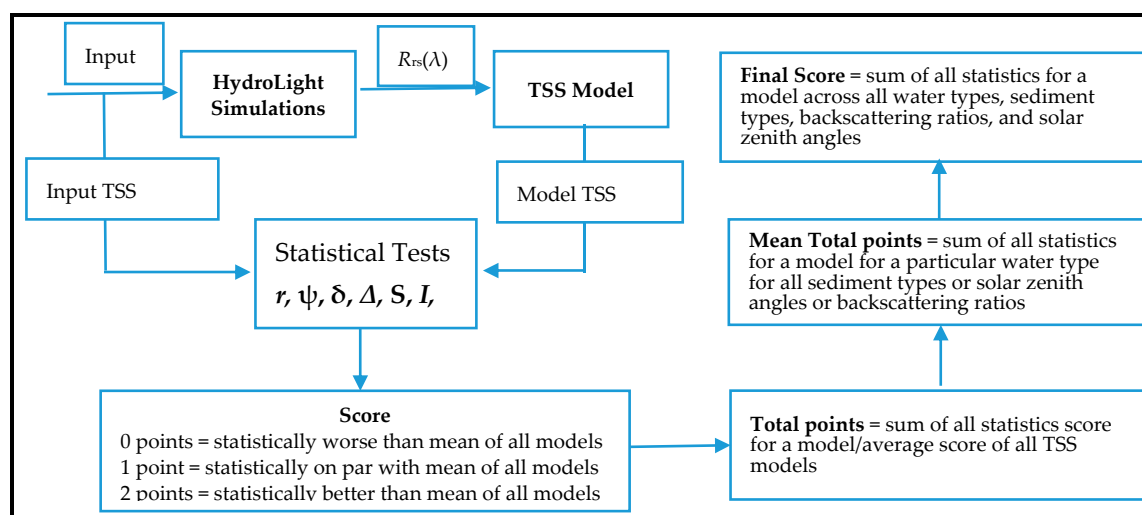 Input
HydroLight
Simulations
Rrs(λ)
TSS Model
Input TSS
Model TSS
Statistical Tests
r, ψ, δ, Δ, S, I,
Score
0 points = statistically worse than mean of all models
1 point = statistically on par with mean of all models
2 points = statistically better than mean of all models
Total points = sum of all statistics score
for a model/average score of all TSS
models
Mean Total points = sum of all statistics
for a model for a particular water type
for all sediment types or solar zenith
angles or backscattering ratios
Final Score = sum of all statistics for a
model across all water types, sediment
types, backscattering ratios, and solar
zenith angles